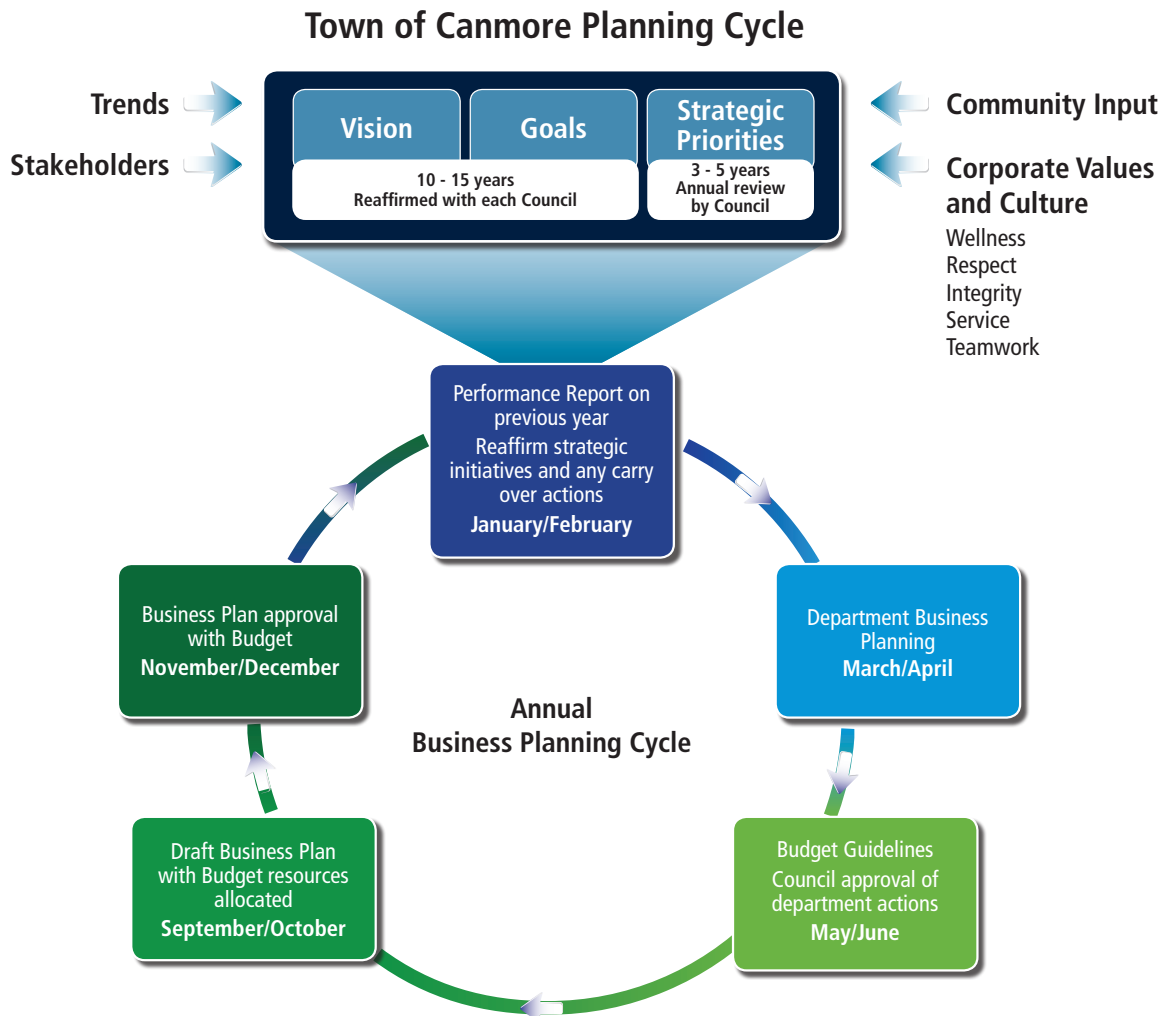 Town of Canmore Planning Cycle
Trends
Stakeholders
Vision
Goals
Strategic
Priorities
10 - 15 years
Reaffirmed with each Council
3 - 5 years
Annual review
by Council
Community Input
Corporate Values
and Culture
Wellness
Respect
Integrity
Service
Teamwork
Performance Report on
previous year
Reaffirm strategic
initiatives and any carry
over actions
January/February
Department Business
Planning
March/April
Budget Guidelines
Council approval of
department actions
May/June
Draft Business Plan
with Budget resources
allocated
September/October
Business Plan approval
with Budget
November/December
Annual
Business Planning Cycle